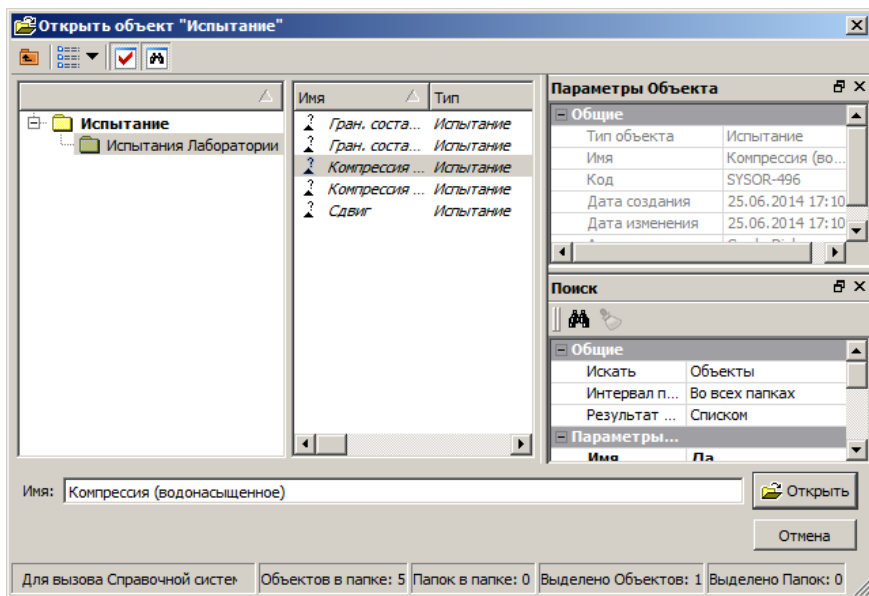 Открыть объект "Испытание"
Испытание
Испытания Лаборатории
Имя Тип
Гран. соста... Испытание
Гран. соста... Испытание
Компрессия ... Испытание
Компрессия ... Испытание
Сдвиг Испытание
Параметры Объекта
Общие
Тип объекта Испытание
Имя Компрессия (во...
Код SYSOR-496
Дата создания 25.06.2014 17:10
Дата изменения 25.06.2014 17:10
Поиск
Общие
Искать Объекты
Интервал п... Во всех папках
Результат ... Списком
Параметры...
Имя Да
Имя: Компрессия (водонасыщенное)
Открыть
Отмена
Для вызова Справочной систем
Объектов в папке: 5 Папок в папке: 0 Выделено Объектов: 1 Выделено Папок: 0